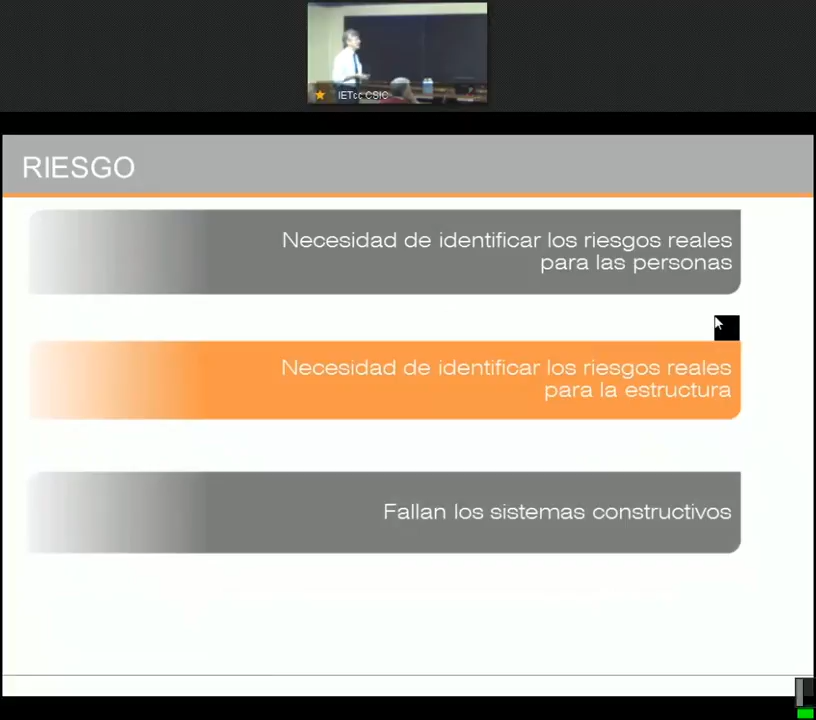 IETcc CSIC
RIESGO
Necesidad de identificar los riesgos reales
para las personas
Necesidad de identificar los riesgos reales
para la estructura
Fallan los sistemas constructivos